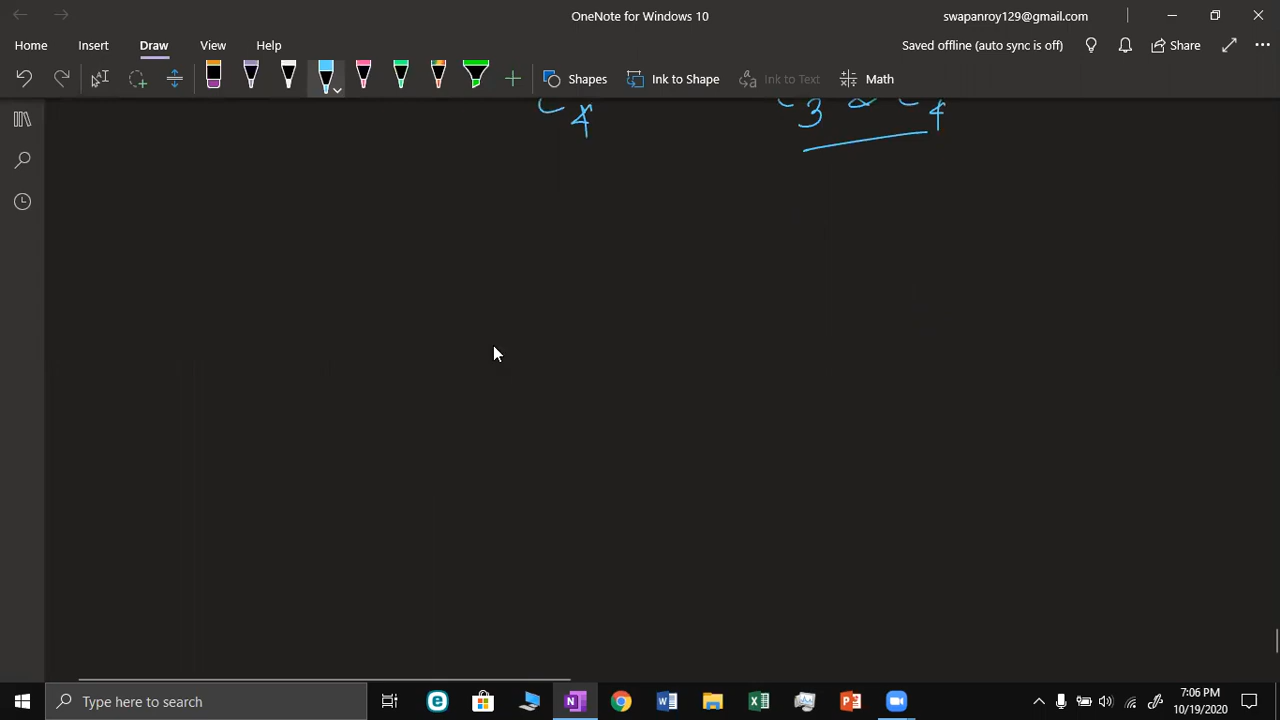 OneNote for Windows 10
swapanroy129@gmail.com
Home Insert Draw View Help
Saved offline (auto sync is off)
Share
Shapes
Ink to Shape
Ink to Text
Math
4
3 & 4
Type here to search
6:06 PM
10/19/2020